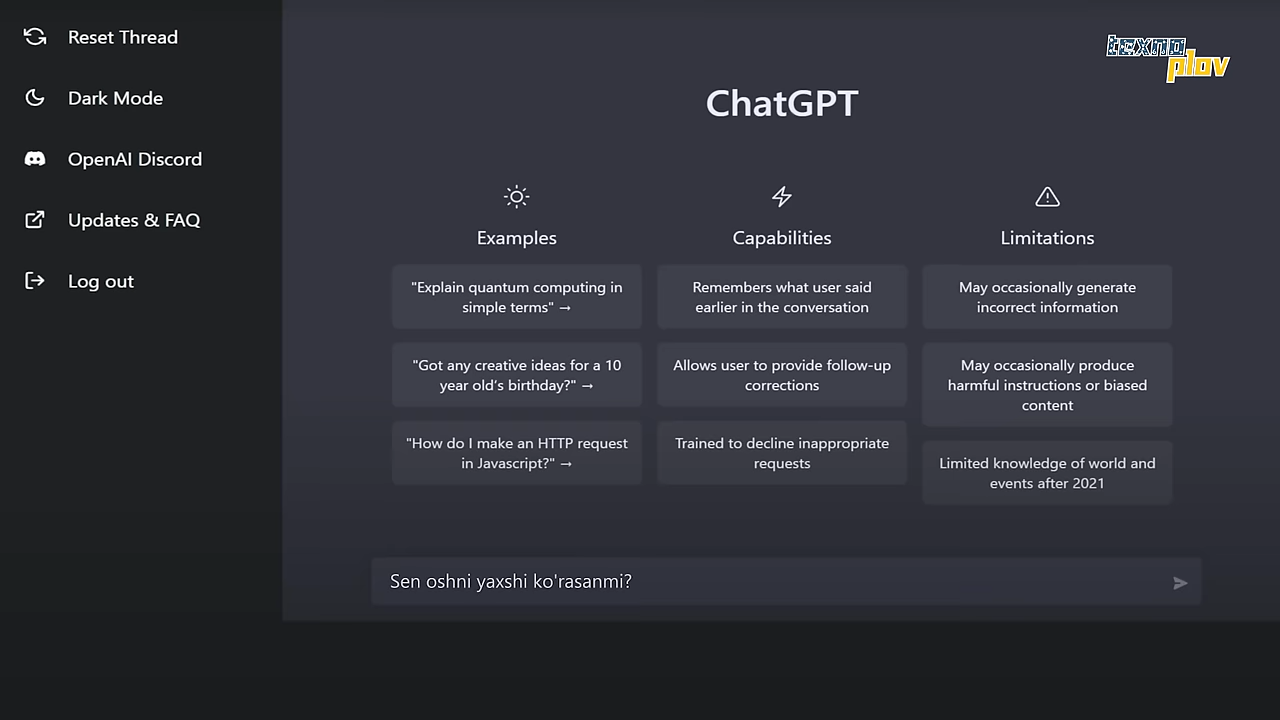 Reset Thread
Dark Mode
OpenAI Discord
Updates & FAQ
Log out
texno
plov
ChatGPT
Examples
"Explain quantum computing in
simple terms" →
"Got any creative ideas for a 10
year old's birthday?" →
"How do I make an HTTP request
in Javascript?" →
Capabilities
Remembers what user said
earlier in the conversation
Allows user to provide follow-up
corrections
Trained to decline inappropriate
requests
Limitations
May occasionally generate
incorrect information
May occasionally produce
harmful instructions or biased
content
Limited knowledge of world and
events after 2021
Sen oshni yaxshi ko'rasanmi?